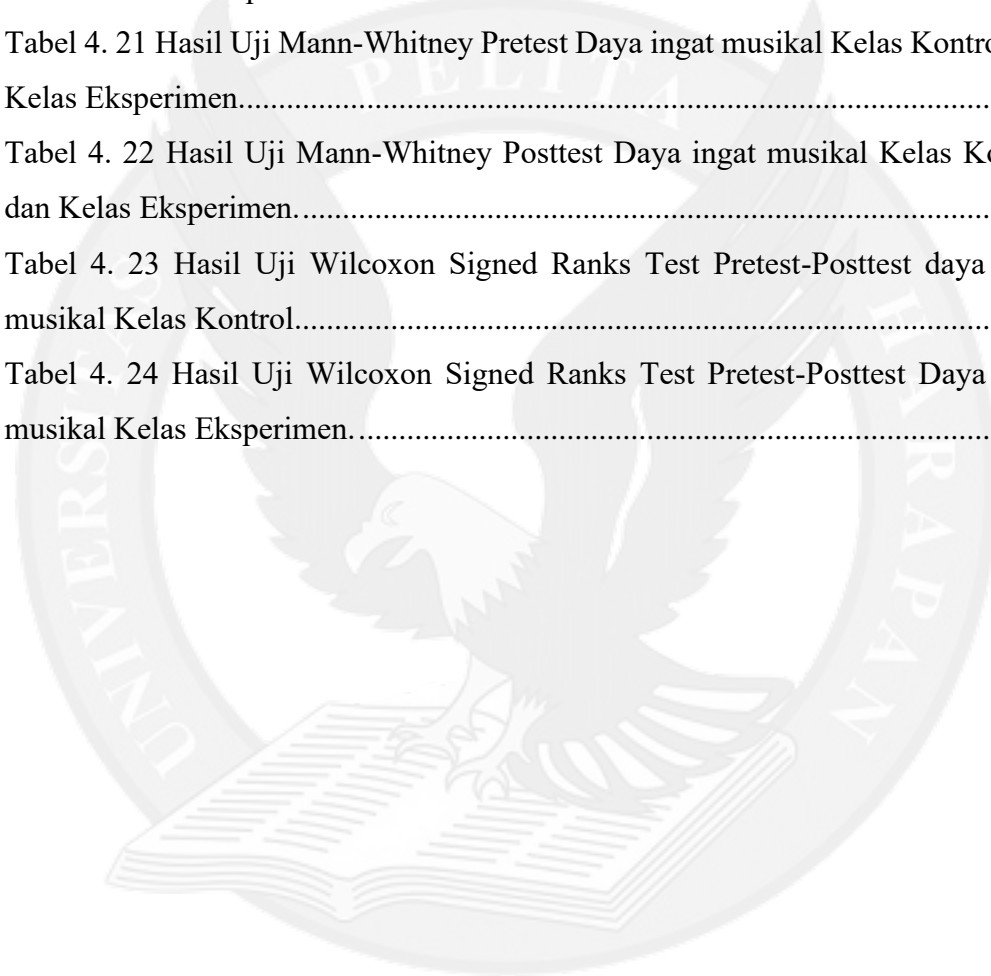 Tabel 4. 21 Hasil Uji Mann-Whitney Pretest Daya ingat musikal Kelas
Kelas Eksperimen...................................................................................................
Tabel 4. 22 Hasil Uji Mann-Whitney Posttest Daya ingat musikal Kelas
dan Kelas Eksperimen............................................................................................
Tabel 4. 23 Hasil Uji Wilcoxon Signed Ranks Test Pretest-Posttest daya
musikal Kelas Kontrol............................................................................................
Tabel 4. 24 Hasil Uji Wilcoxon Signed Ranks Test Pretest-Posttest Daya
musikal Kelas Eksperimen.....................................................................................
UNIVERSITAS PELITA HARAPAN